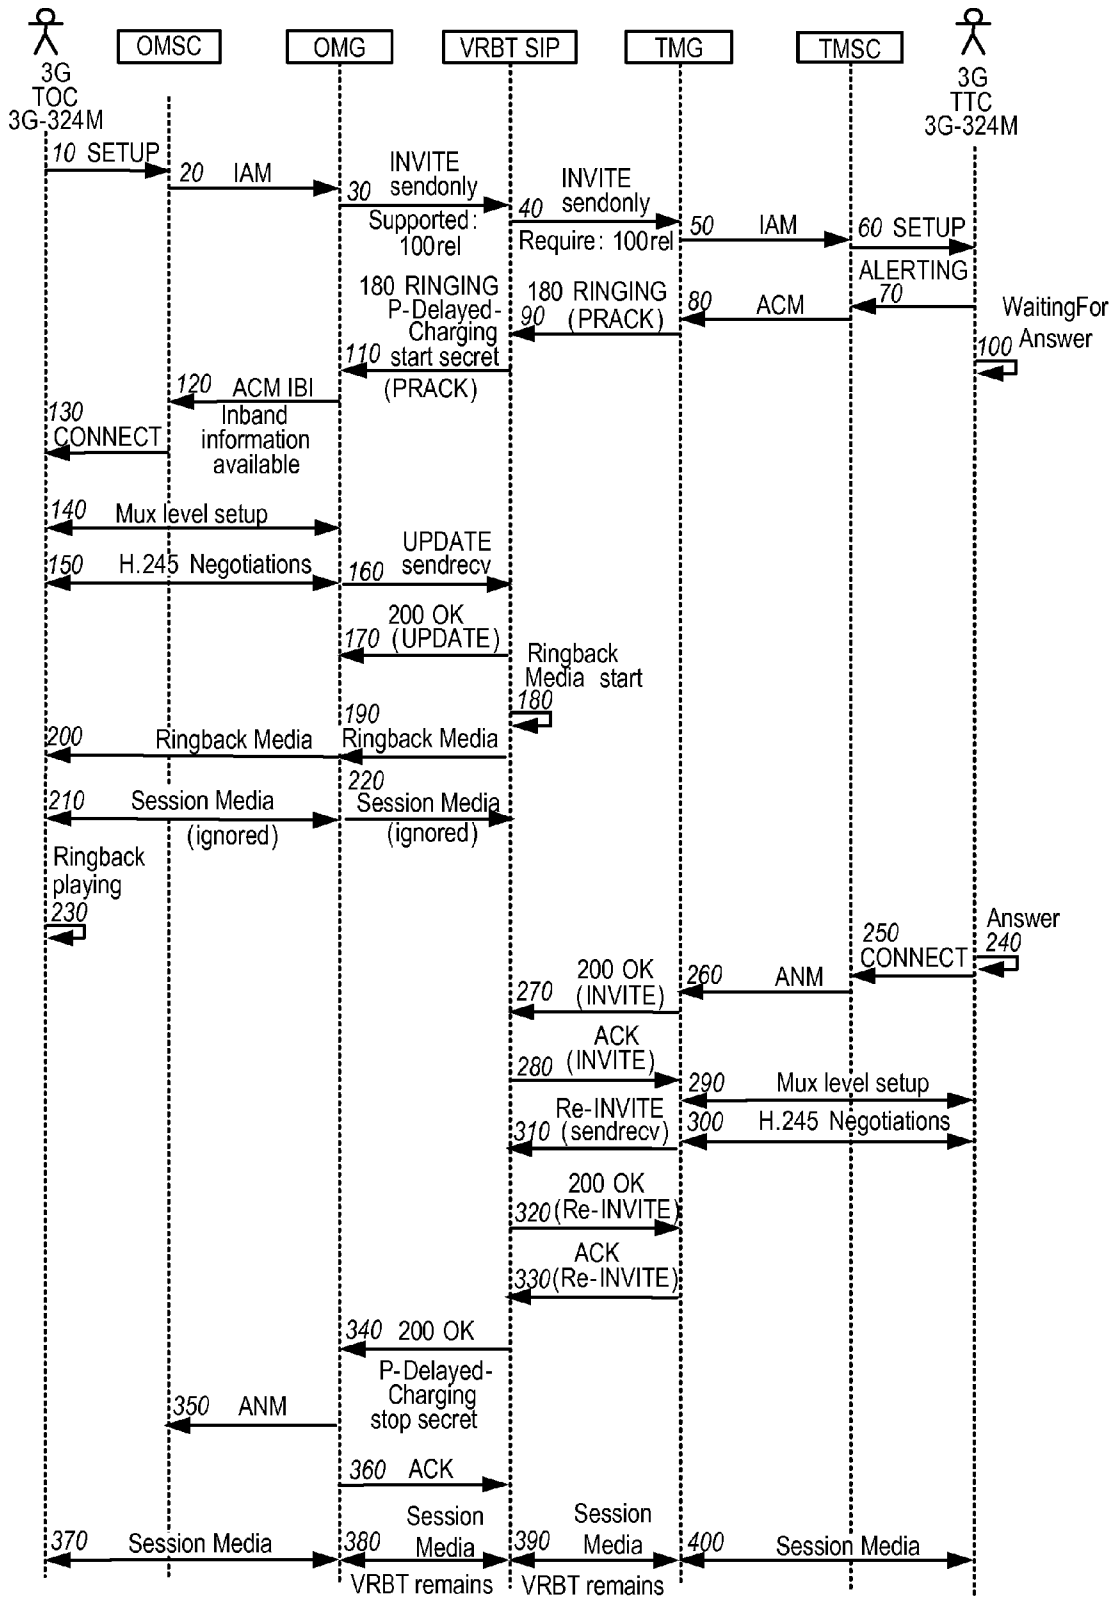 OMSC
OMG
VRBT SIP
TMG
TMSC
3G
TOC
3G-324M
3G
TTC
3G-324M
10 SETUP
20 IAM
30
INVITE
sendonly
Supported:
100rel
40
INVITE
sendonly
Require: 100rel
50 IAM
60 SETUP
ALERTING
70
80 ACM
180 RINGING
90 (PRACK)
WaitingFor
Answer
100
180 RINGING
P-Delayed-
Charging
110 start secret
(PRACK)
120 ACM IBI
Inband
information
available
130
CONNECT
140 Mux level setup
150 H.245 Negotiations
UPDATE
160 sendrecv
200 OK
170 (UPDATE)
Ringback
Media start
180
190
Ringback Media
200 Ringback Media
210 Session Media
(ignored)
220
Session Media
(ignored)
Ringback
playing
230
Answer
240
250
CONNECT
260 ANM
200 OK
270 (INVITE)
ACK
(INVITE)
280
290 Mux level setup
300 H.245 Negotiations
Re-INVITE
310 (sendrecv)
200 OK
320 (Re-INVITE)
ACK
330 (Re-INVITE)
340 200 OK
P-Delayed-
Charging
stop secret
350 ANM
360 ACK
370 Session Media
Session
380 Media
VRBT remains
Session
390 Media
VRBT remains
400 Session Media